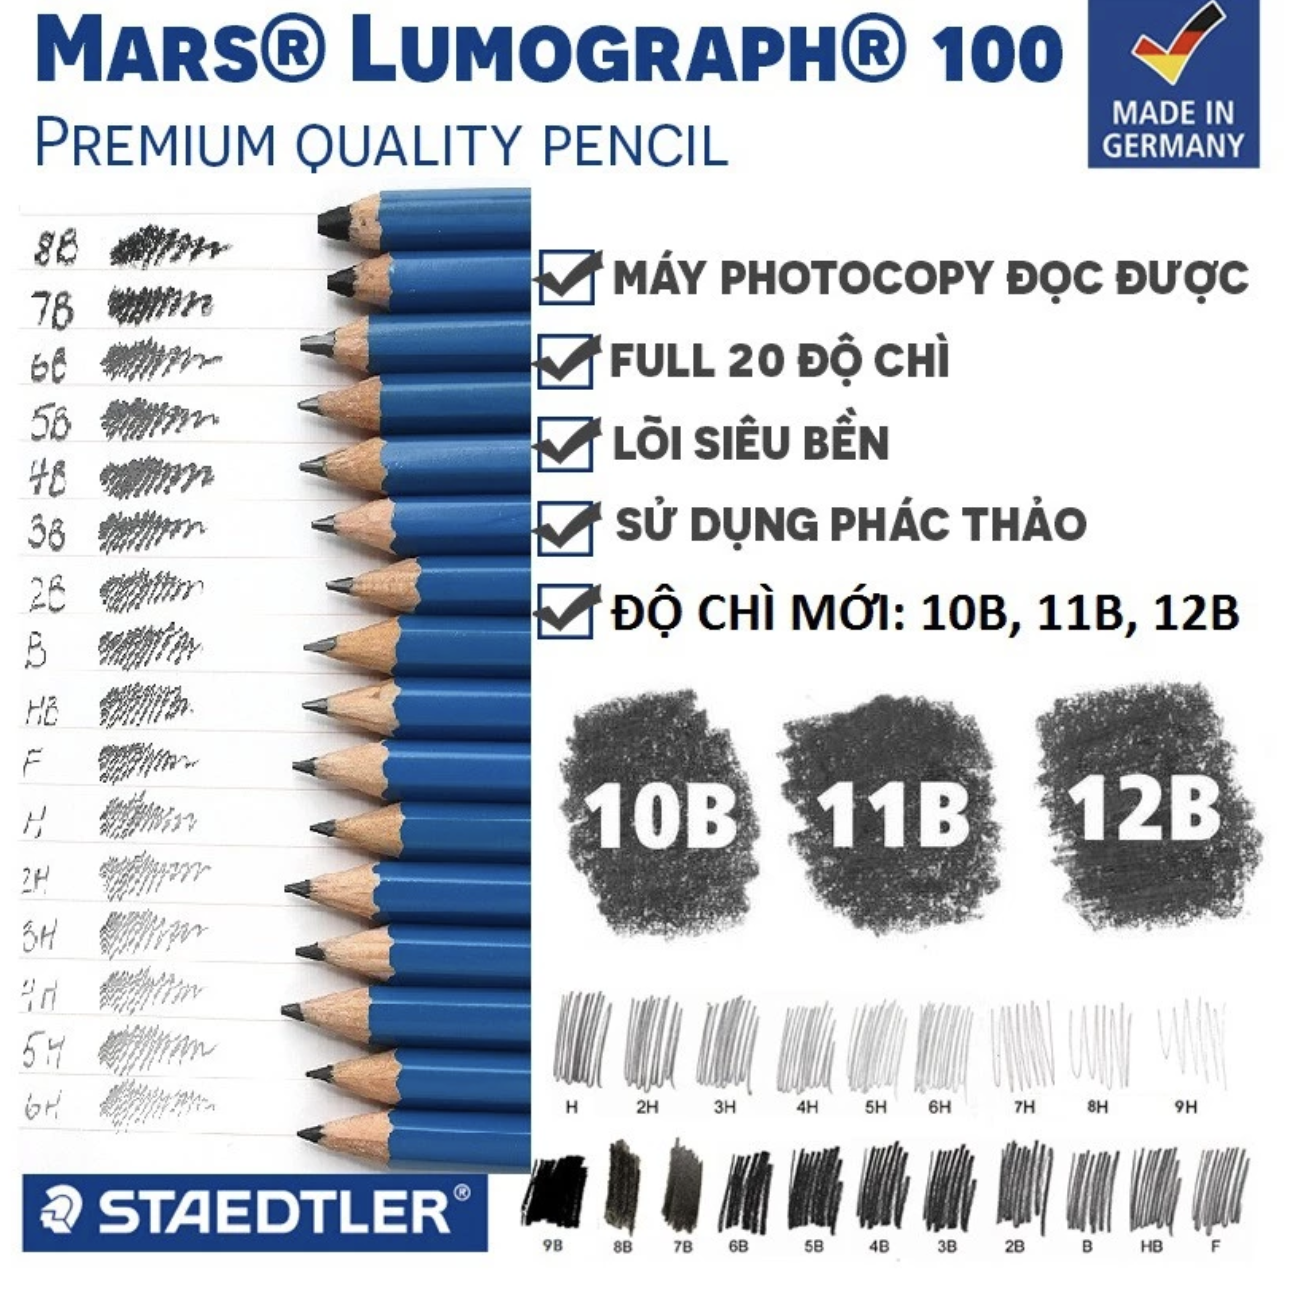 MARS® LUMOGRAPH® 100
PREMIUM QUALITY PENCIL
MADE IN
GERMANY
8B
7B
6B
5B
4B
3B
2B
B
HB
F
H
2H
3H
4H
5H
6H
MÁY PHOTOCOPY ĐỌC ĐƯỢC
FULL 20 ĐỘ CHÌ
LÕI SIÊU BỀN
SỬ DỤNG PHÁC THẢO
ĐỘ CHÌ MỚI: 10B, 11B, 12B
10B 11B 12B
H 2H 3H 4H 5H 6H 7H 8H 9H
9B 8B 7B 6B 5B 4B 3B 2B B HB F
STAEDTLER®